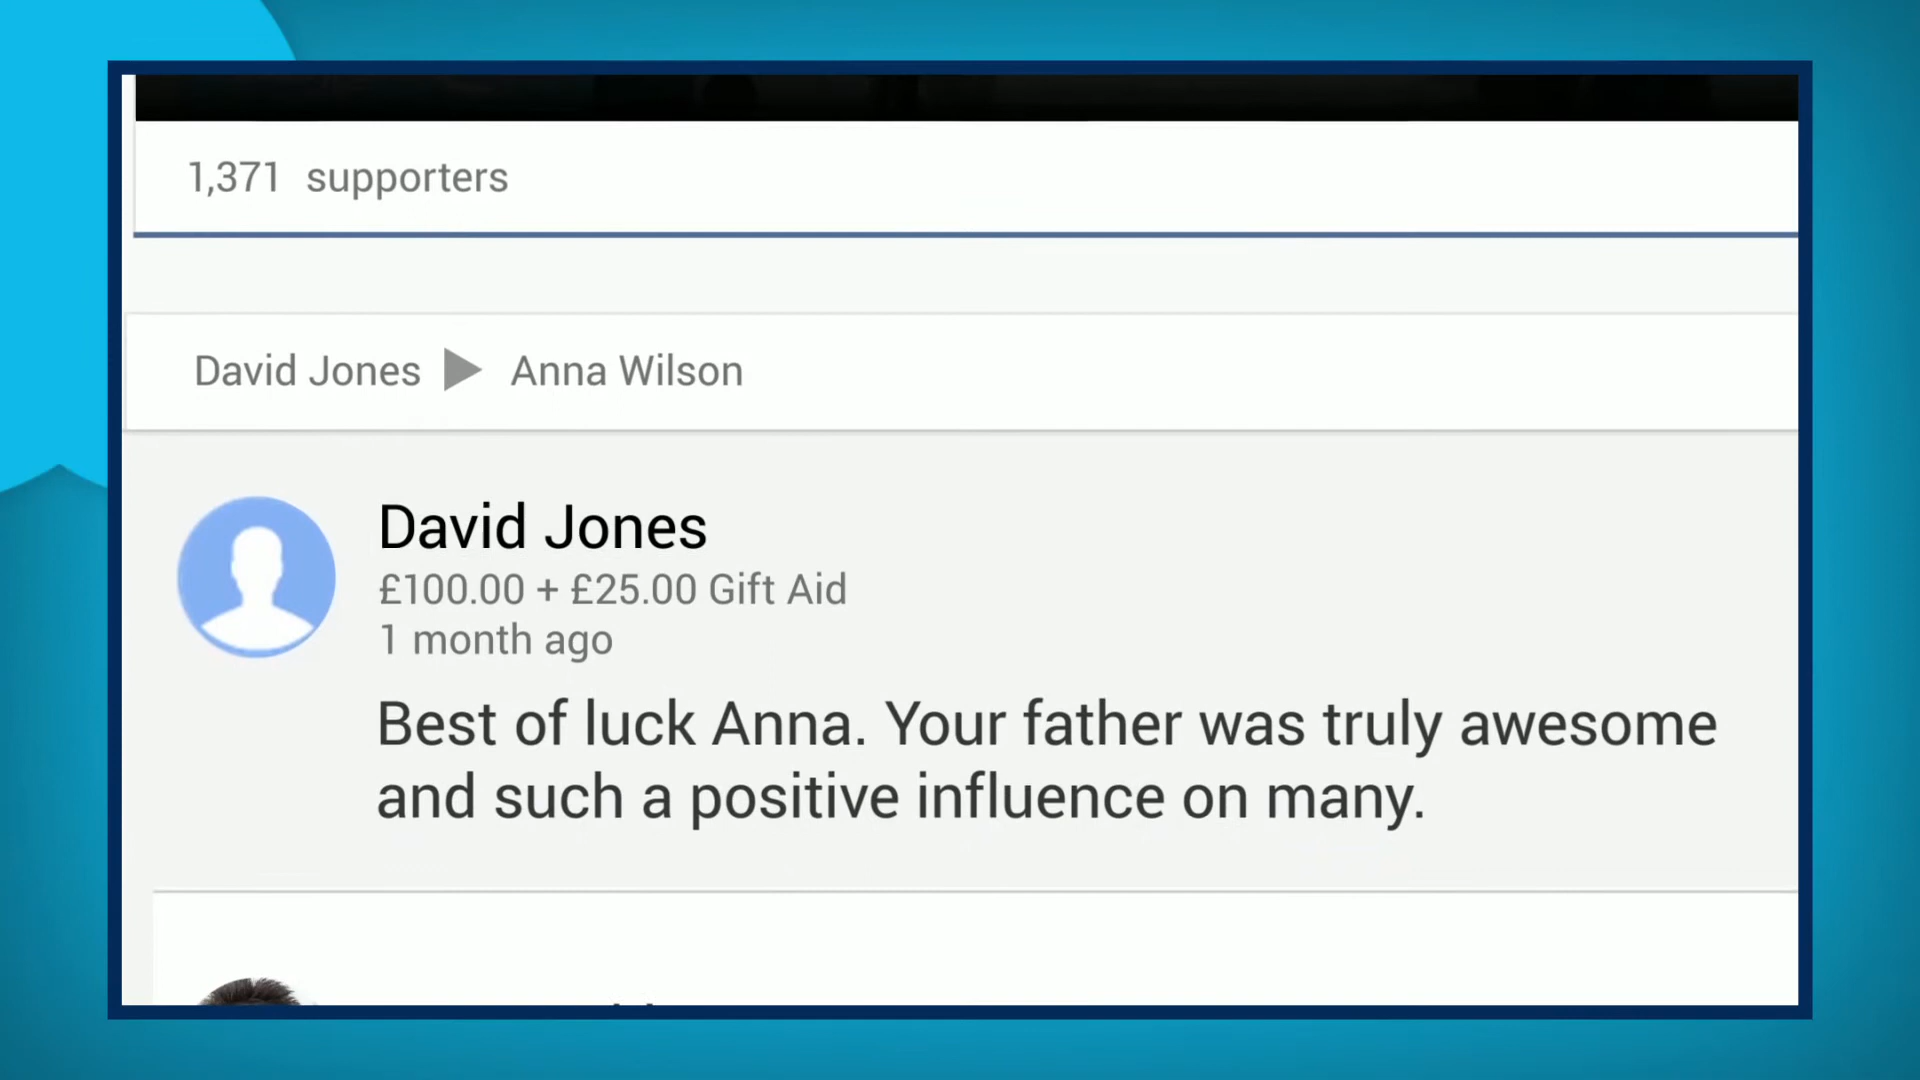 1,371 supporters
David Jones ▶ Anna Wilson
David Jones
£100.00 + £25.00 Gift Aid
1 month ago
Best of luck Anna. Your father was truly awesome
and such a positive influence on many.